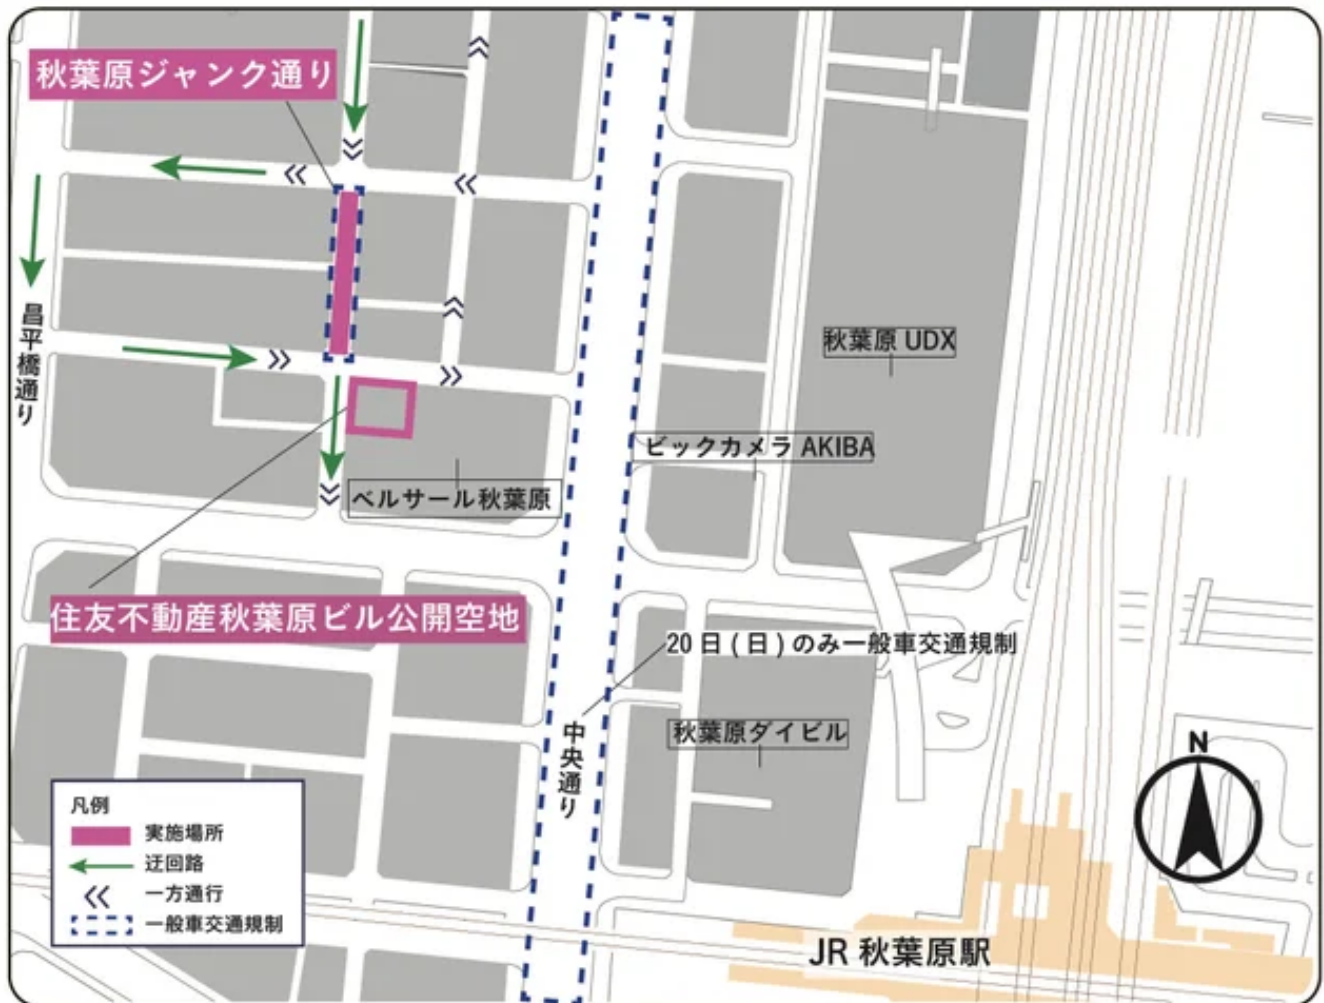 秋葉原ジャンク通り
昌平橋通り
秋葉原 UDX
ビックカメラ AKIBA
ベルサール秋葉原
住友不動産秋葉原ビル公開空地
20 日 ( 日 ) のみ一般車交通規制
中央通り
秋葉原ダイビル
N
凡例
実施場所
迂回路
一方通行
一般車交通規制
JR 秋葉原駅